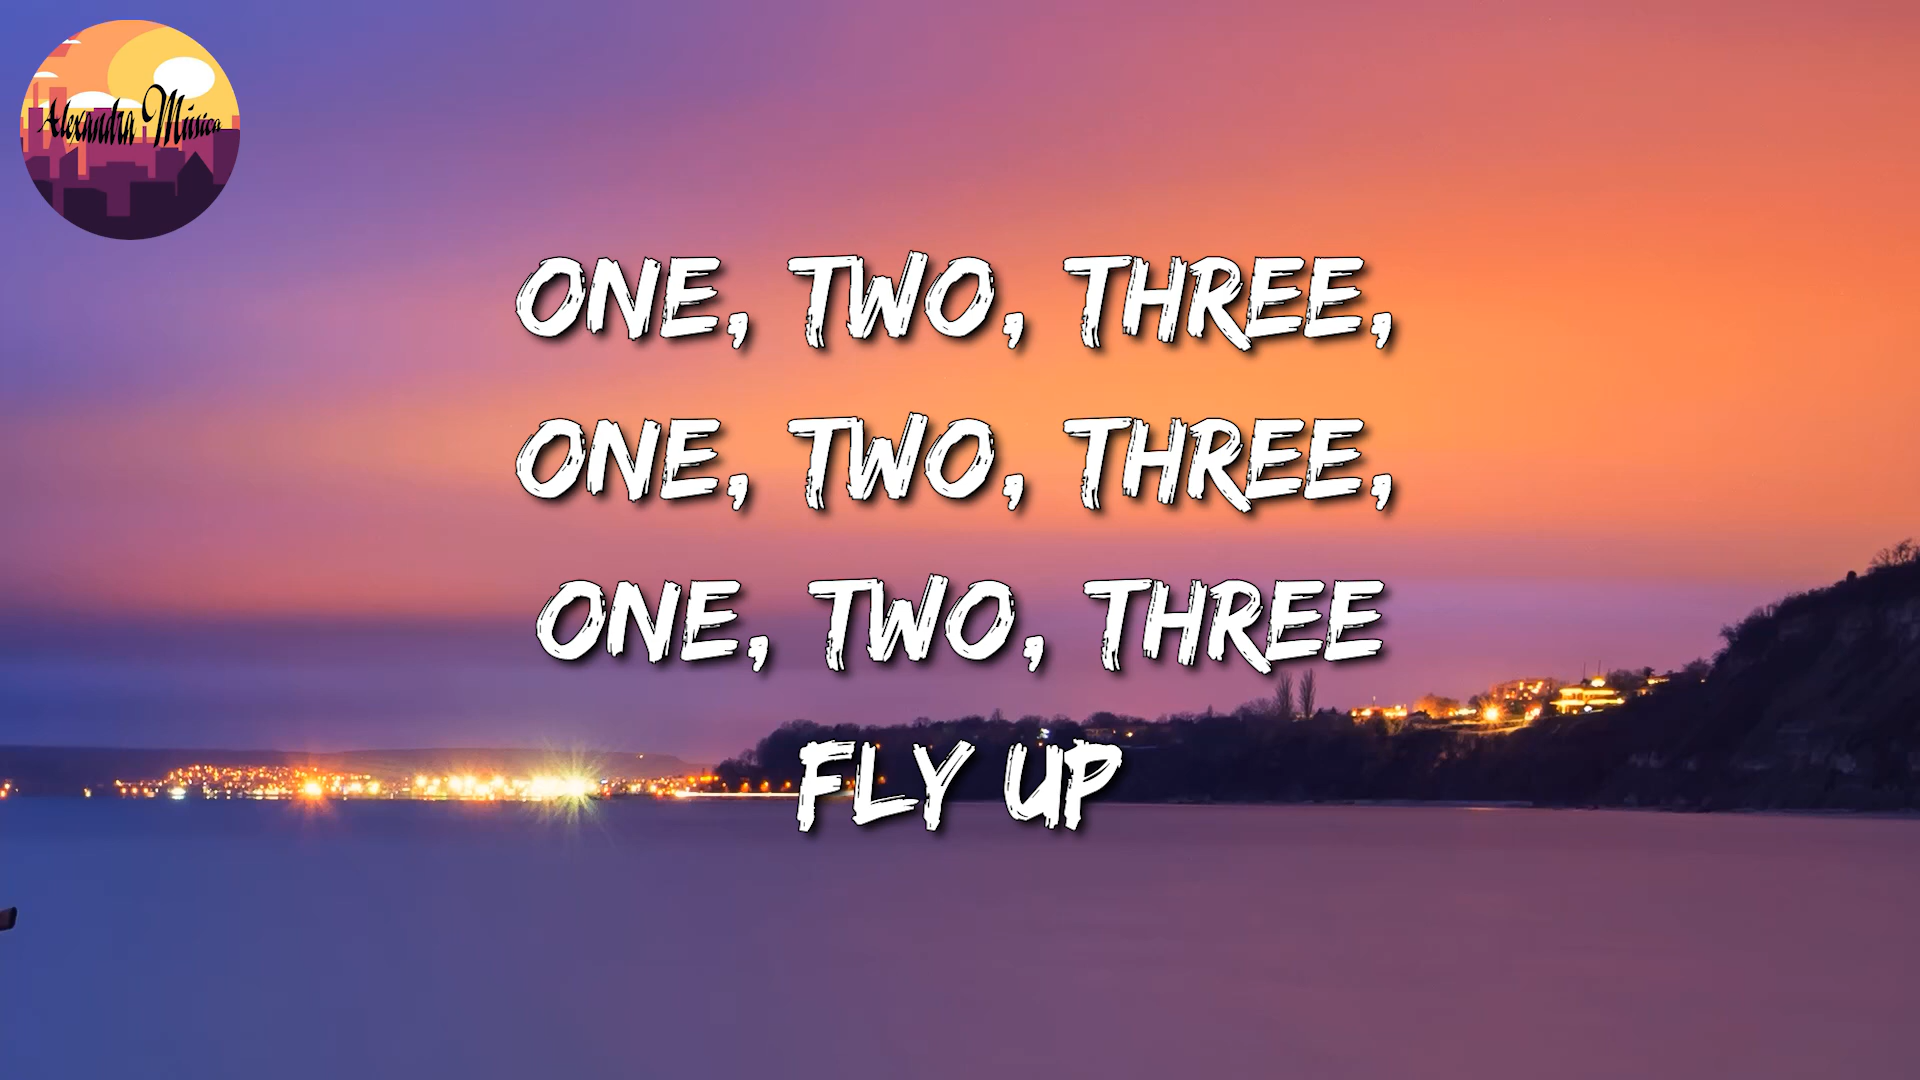 Alexandra Música
ONE, TWO, THREE,
ONE, TWO, THREE,
ONE, TWO, THREE
FLY UP